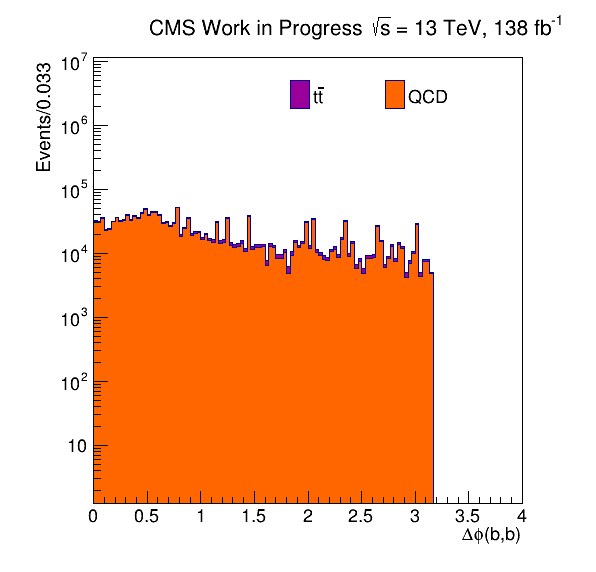 CMS Work in Progress √s = 13 TeV, 138 fb⁻¹
Events/0.033
10⁷
10⁶
10⁵
10⁴
10³
10²
10
tt̄
QCD
0 0.5 1 1.5 2 2.5 3 3.5 4
Δϕ(b,b)